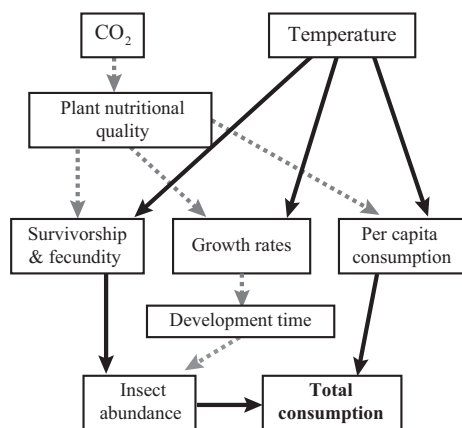 CO₂
Temperature
Plant nutritional
quality
Survivorship
& fecundity
Growth rates
Per capita
consumption
Development time
Insect
abundance
Total
consumption